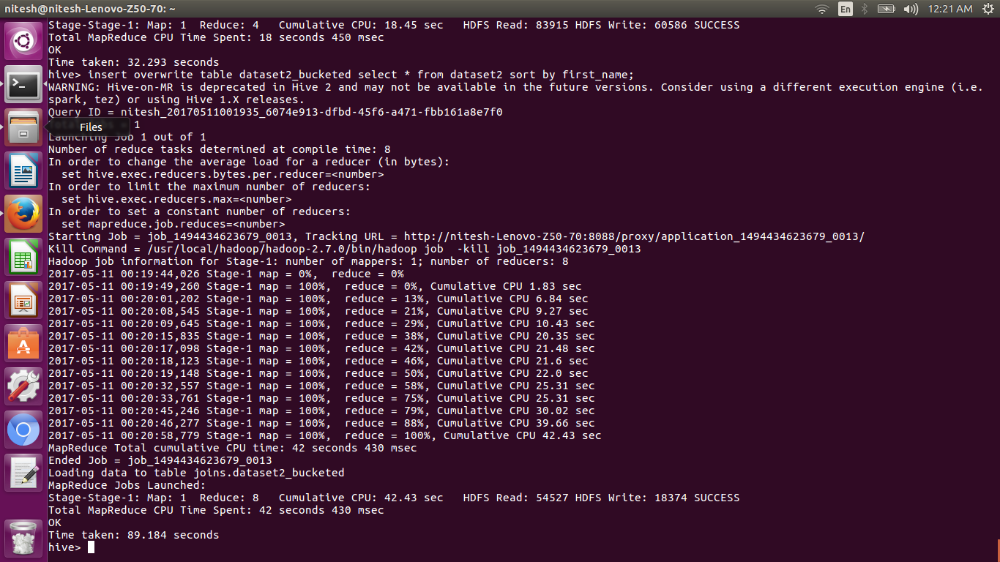 nitesh@nitesh-Lenovo-Z50-70: ~
En
12:21 AM
Stage-Stage-1: Map: 1  Reduce: 4   Cumulative CPU: 18.45 sec   HDFS Read: 83915 HDFS Write: 60586 SUCCESS
Total MapReduce CPU Time Spent: 18 seconds 450 msec
OK
Time taken: 32.293 seconds
hive> insert overwrite table dataset2_bucketed select * from dataset2 sort by first_name;
WARNING: Hive-on-MR is deprecated in Hive 2 and may not be available in the future versions. Consider using a different execution engine (i.e.
spark, tez) or using Hive 1.X releases.
Query ID = nitesh_20170511001935_6074e913-dfbd-45f6-a471-fbb161a8e7f0
= 1
Files
Launching Job 1 out of 1
Number of reduce tasks determined at compile time: 8
In order to change the average load for a reducer (in bytes):
  set hive.exec.reducers.bytes.per.reducer=<number>
In order to limit the maximum number of reducers:
  set hive.exec.reducers.max=<number>
In order to set a constant number of reducers:
  set mapreduce.job.reduces=<number>
Starting Job = job_1494434623679_0013, Tracking URL = http://nitesh-Lenovo-Z50-70:8088/proxy/application_1494434623679_0013/
Kill Command = /usr/local/hadoop/hadoop-2.7.0/bin/hadoop job  -kill job_1494434623679_0013
Hadoop job information for Stage-1: number of mappers: 1; number of reducers: 8
2017-05-11 00:19:44,026 Stage-1 map = 0%,  reduce = 0%
2017-05-11 00:19:49,260 Stage-1 map = 100%,  reduce = 0%, Cumulative CPU 1.83 sec
2017-05-11 00:20:01,202 Stage-1 map = 100%,  reduce = 13%, Cumulative CPU 6.84 sec
2017-05-11 00:20:08,545 Stage-1 map = 100%,  reduce = 21%, Cumulative CPU 9.27 sec
2017-05-11 00:20:09,645 Stage-1 map = 100%,  reduce = 29%, Cumulative CPU 10.43 sec
2017-05-11 00:20:15,835 Stage-1 map = 100%,  reduce = 38%, Cumulative CPU 20.35 sec
2017-05-11 00:20:17,098 Stage-1 map = 100%,  reduce = 42%, Cumulative CPU 21.48 sec
2017-05-11 00:20:18,123 Stage-1 map = 100%,  reduce = 46%, Cumulative CPU 21.6 sec
2017-05-11 00:20:19,148 Stage-1 map = 100%,  reduce = 50%, Cumulative CPU 22.0 sec
2017-05-11 00:20:32,557 Stage-1 map = 100%,  reduce = 58%, Cumulative CPU 25.31 sec
2017-05-11 00:20:33,761 Stage-1 map = 100%,  reduce = 75%, Cumulative CPU 25.31 sec
2017-05-11 00:20:45,246 Stage-1 map = 100%,  reduce = 79%, Cumulative CPU 30.02 sec
2017-05-11 00:20:46,277 Stage-1 map = 100%,  reduce = 88%, Cumulative CPU 39.66 sec
2017-05-11 00:20:58,779 Stage-1 map = 100%,  reduce = 100%, Cumulative CPU 42.43 sec
MapReduce Total cumulative CPU time: 42 seconds 430 msec
Ended Job = job_1494434623679_0013
Loading data to table joins.dataset2_bucketed
MapReduce Jobs Launched:
Stage-Stage-1: Map: 1  Reduce: 8   Cumulative CPU: 42.43 sec   HDFS Read: 54527 HDFS Write: 18374 SUCCESS
Total MapReduce CPU Time Spent: 42 seconds 430 msec
OK
Time taken: 89.184 seconds
hive>